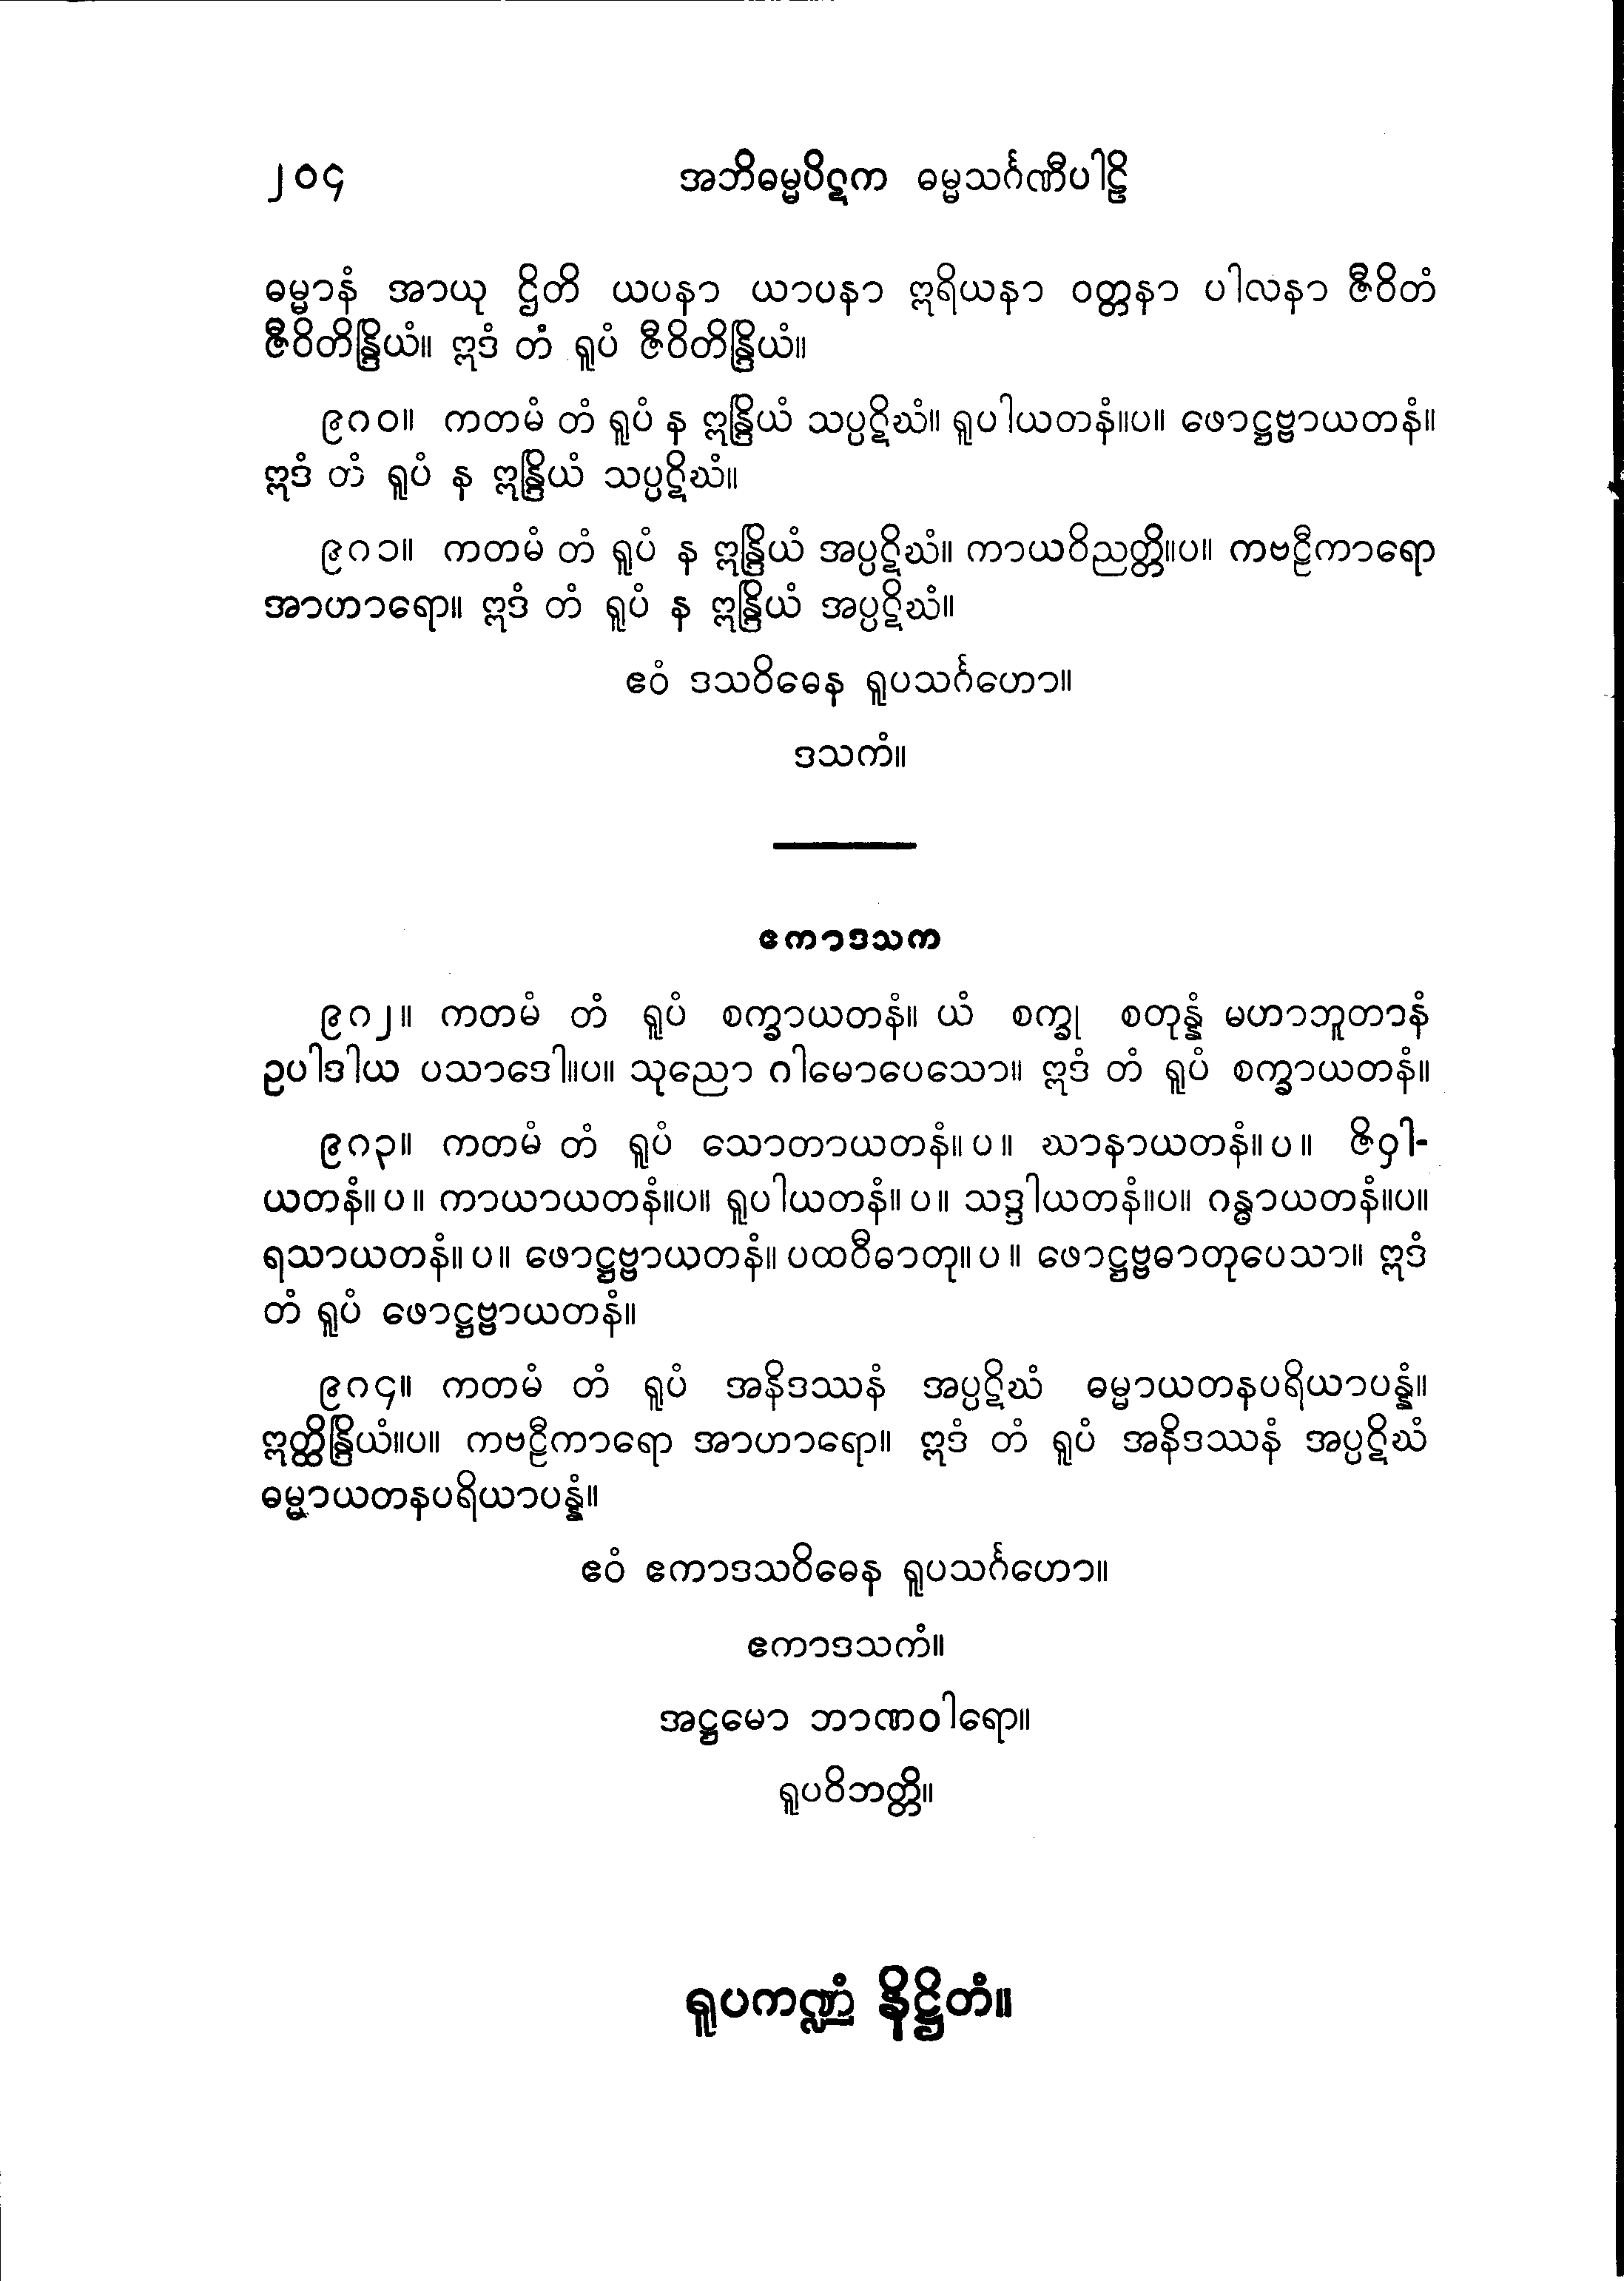 ၂၀၄ အဘိဓမ္မပိဋက ဓမ္မသင်္ဂဏီပါဠိ
ဓမ္မာနံ အာယု ဌိတိ ယပနာ ယာပနာ ဣရိယနာ ဝတ္တနာ ပါလနာ ဇီဝိတံ
ဇီဝိတိန္ဒြိယံ။ ဣဒံ တံ ရူပံ ဇီဝိတိန္ဒြိယံ။
၉၇၀။ ကတမံ တံ ရူပံ န ဣန္ဒြိယံ သပ္ပဋိဃံ။ ရူပါယတနံ။ပ။ ဖောဋ္ဌဗ္ဗာယတနံ။
ဣဒံ တံ ရူပံ န ဣန္ဒြိယံ သပ္ပဋိဃံ။
၉၇၁။ ကတမံ တံ ရူပံ န ဣန္ဒြိယံ အပ္ပဋိဃံ။ ကာယဝိညတ္တိ။ပ။ ကဗဠီကာရော
အာဟာရော။ ဣဒံ တံ ရူပံ န ဣန္ဒြိယံ အပ္ပဋိဃံ။
ဧဝံ ဒသဝိဓေန ရူပသင်္ဂဟော။
ဒသကံ။
ဧကာဒသက
၉၇၂။ ကတမံ တံ ရူပံ စက္ခာယတနံ။ ယံ စက္ခု စတုန္နံ မဟာဘူတာနံ
ဥပါဒါယ ပသာဒေါ။ပ။ သုညော ဂါမောပေသော။ ဣဒံ တံ ရူပံ စက္ခာယတနံ။
၉၇၃။ ကတမံ တံ ရူပံ သောတာယတနံ။ပ။ ဃာနာယတနံ။ပ။ ဇိဝှါ-
ယတနံ။ပ။ ကာယာယတနံ။ပ။ ရူပါယတနံ။ပ။ သဒ္ဒါယတနံ။ပ။ ဂန္ဓာယတနံ။ပ။
ရသာယတနံ။ပ။ ဖောဋ္ဌဗ္ဗာယတနံ။ ပထဝီဓာတု။ပ။ ဖောဋ္ဌဗ္ဗဓာတုပေသာ။ ဣဒံ
တံ ရူပံ ဖောဋ္ဌဗ္ဗာယတနံ။
၉၇၄။ ကတမံ တံ ရူပံ အနိဒဿနံ အပ္ပဋိဃံ ဓမ္မာယတနပရိယာပန္နံ။
ဣတ္ထိန္ဒြိယံ။ပ။ ကဗဠီကာရော အာဟာရော။ ဣဒံ တံ ရူပံ အနိဒဿနံ အပ္ပဋိဃံ
ဓမ္မာယတနပရိယာပန္နံ။
ဧဝံ ဧကာဒသဝိဓေန ရူပသင်္ဂဟော။
ဧကာဒသကံ။
အဋ္ဌမော ဘာဏဝါရော။
ရူပဝိဘတ္တိ။
ရူပကဏ္ဍံ နိဋ္ဌိတံ။